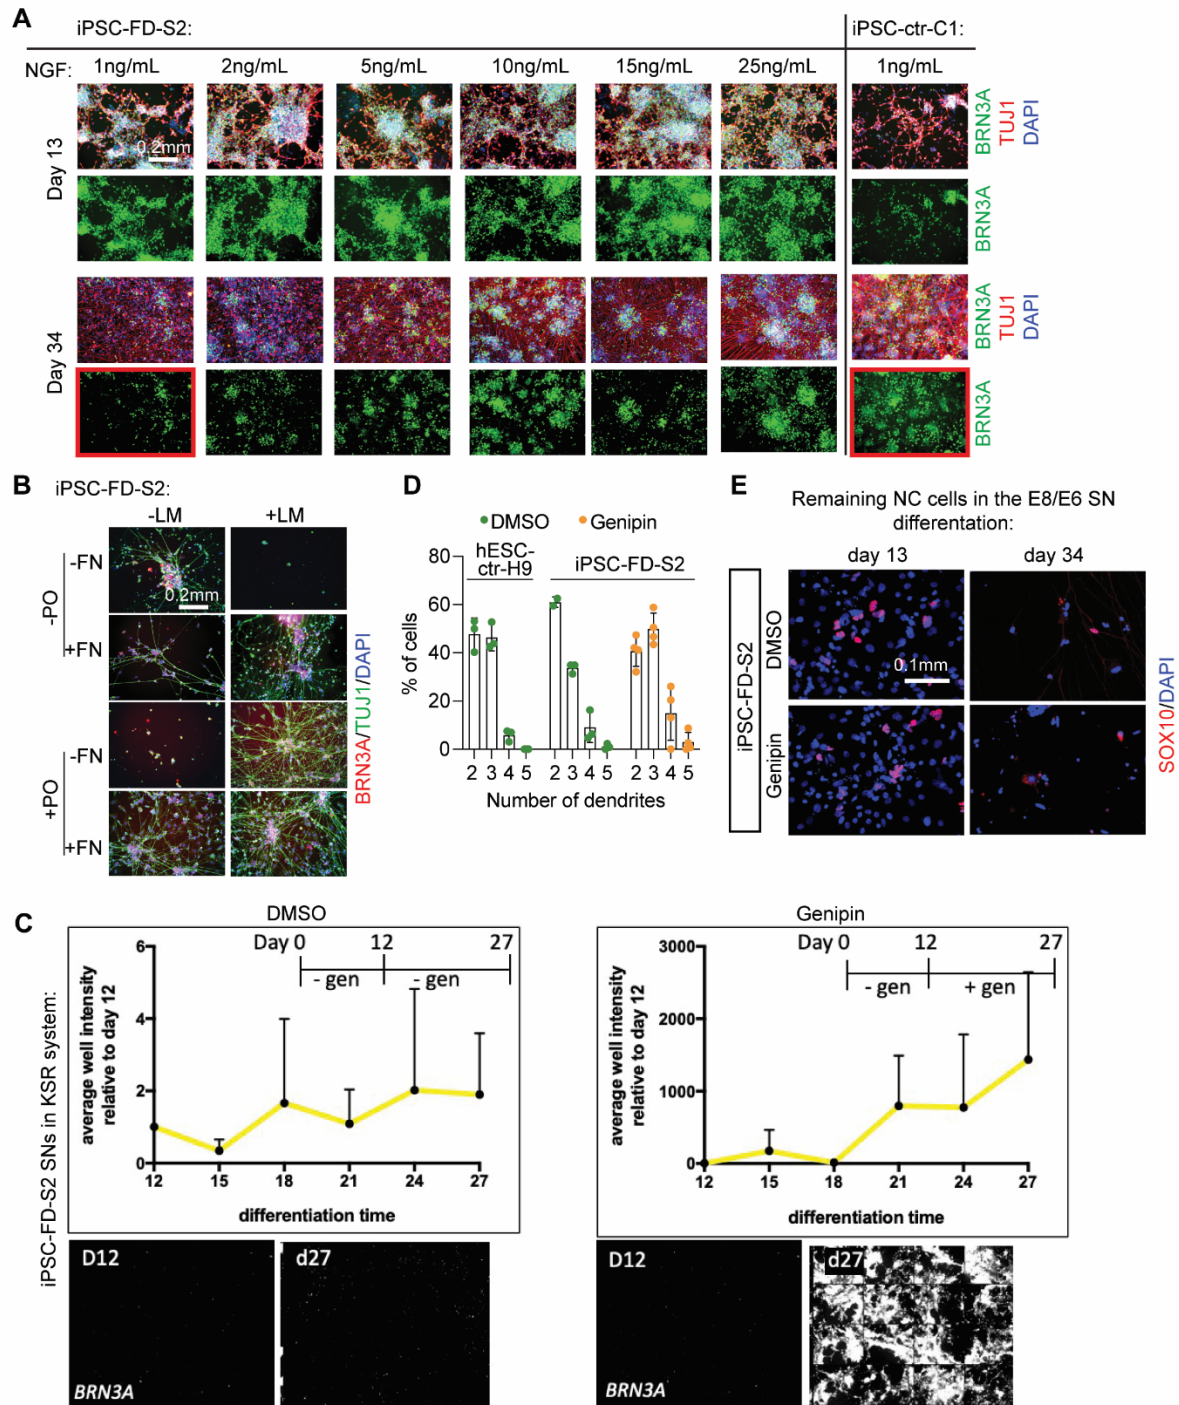 A
iPSC-FD-S2: iPSC-ctr-C1:
NGF: 1ng/mL 2ng/mL 5ng/mL 10ng/mL 15ng/mL 25ng/mL 1ng/mL
Day 13
0.2mm
BRN3A
TUJ1
DAPI
BRN3A
Day 34
BRN3A
TUJ1
DAPI
BRN3A
B
iPSC-FD-S2:
-LM +LM
-PO
-FN
0.2mm
+FN
+PO
-FN
+FN
BRN3A/TUJ1/DAPI
D
DMSO Genipin
hESC-
ctr-H9
iPSC-FD-S2
% of cells
80
60
40
20
0
2 3 4 5 2 3 4 5 2 3 4 5
Number of dendrites
E
Remaining NC cells in the E8/E6 SN
differentation:
day 13 day 34
iPSC-FD-S2
DMSO
0.1mm
Genipin
SOX10/DAPI
C
iPSC-FD-S2 SNs in KSR system:
DMSO
Day 0 12 27
- gen - gen
average well intensity
relative to day 12
6
4
2
0
12 15 18 21 24 27
differentiation time
D12 d27
BRN3A
Genipin
Day 0 12 27
- gen + gen
average well intensity
relative to day 12
3000
2000
1000
0
12 15 18 21 24 27
differentiation time
D12 d27
BRN3A